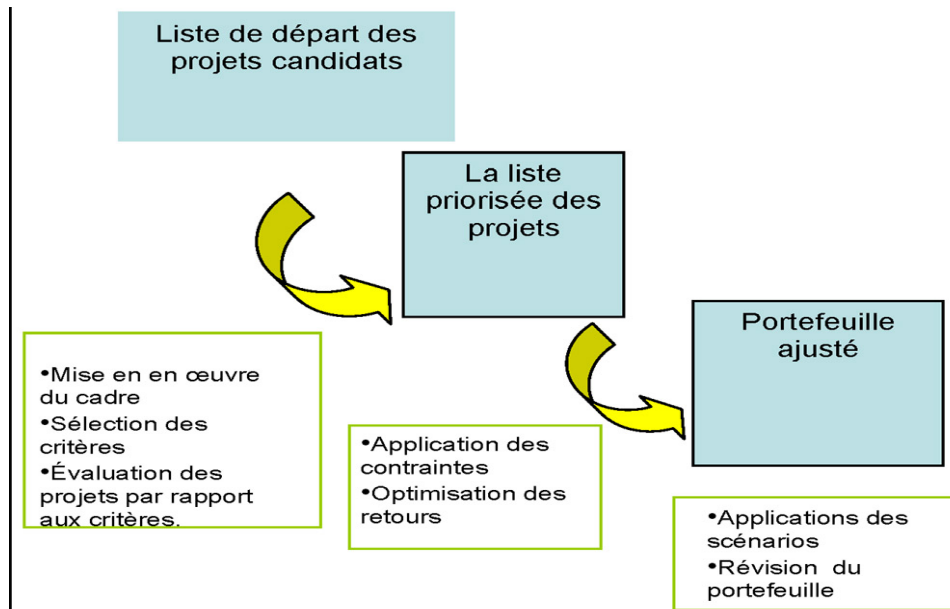 Liste de départ des
projets candidats
La liste
priorisée des
projets
Portefeuille
ajusté
•Mise en en œuvre
du cadre
•Sélection des
critères
•Évaluation des
projets par rapport
aux critères.
•Application des
contraintes
•Optimisation des
retours
•Applications des
scénarios
•Révision du
portefeuille